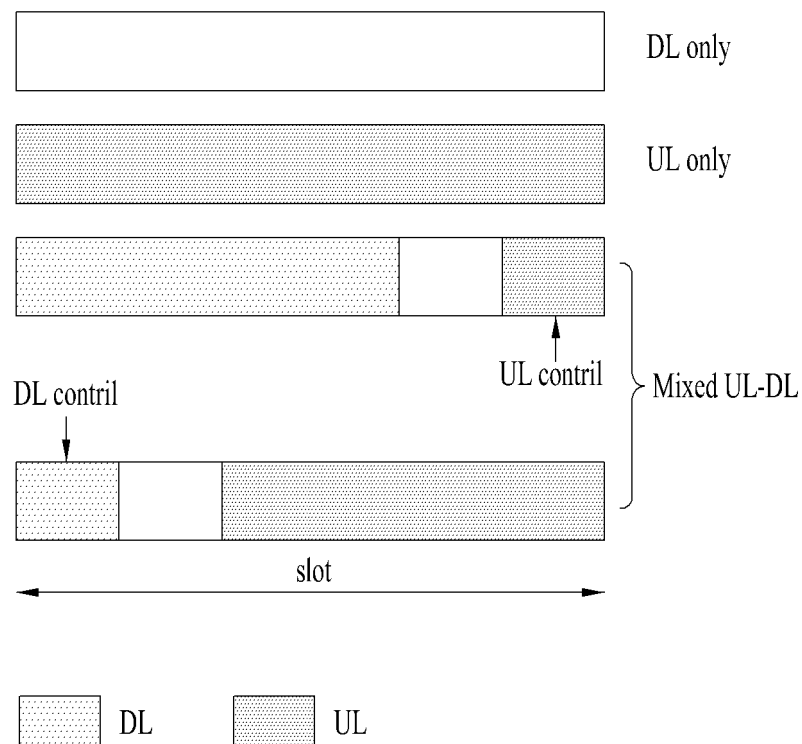 DL only
UL only
UL contril
DL contril
Mixed UL-DL
slot
DL
UL